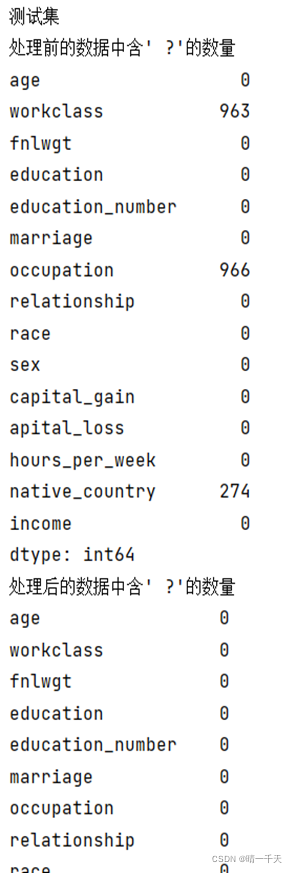 测试集
处理前的数据中含' ?'的数量
age 0
workclass 963
fnlwgt 0
education 0
education_number 0
marriage 0
occupation 966
relationship 0
race 0
sex 0
capital_gain 0
apital_loss 0
hours_per_week 0
native_country 274
income 0
dtype: int64
处理后的数据中含' ?'的数量
age 0
workclass 0
fnlwgt 0
education 0
education_number 0
marriage 0
occupation 0
relationship 0
race 0
CSDN @晴一千天